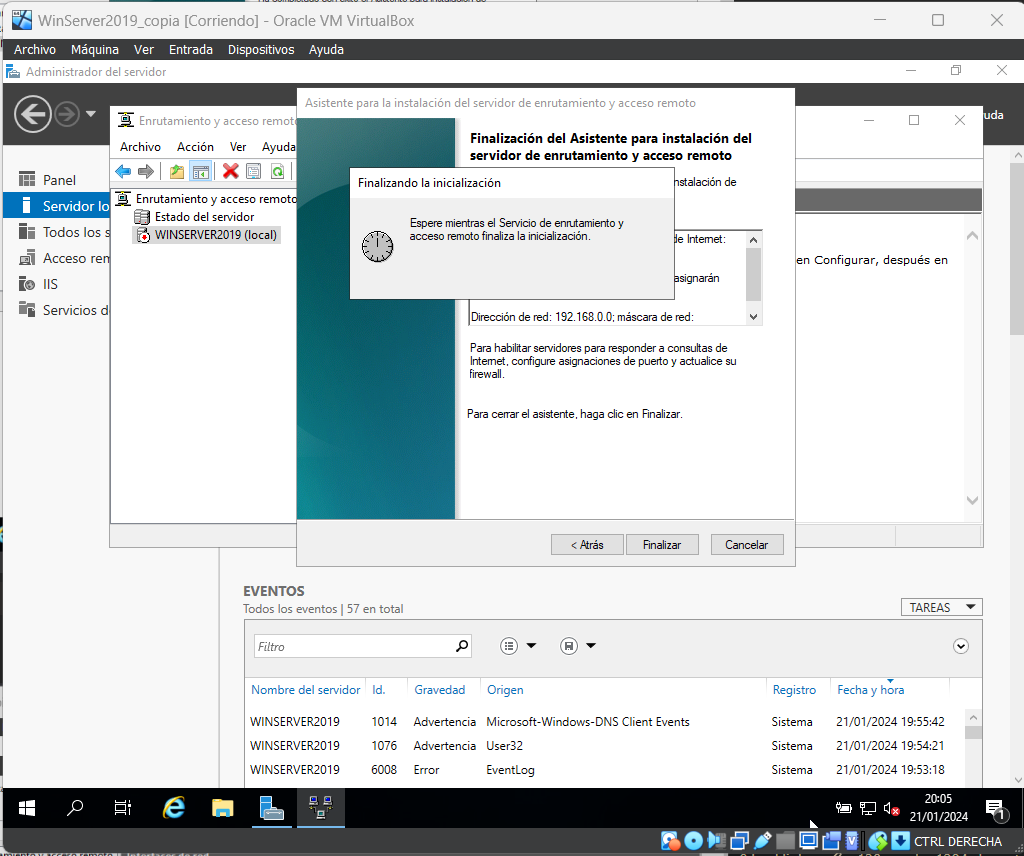 WinServer2019_copia [Corriendo] - Oracle VM VirtualBox
Archivo Máquina Ver Entrada Dispositivos Ayuda
Administrador del servidor
Asistente para la instalación del servidor de enrutamiento y acceso remoto
Enrutamiento y acceso remoto
Archivo Acción Ver Ayuda
Finalización del Asistente para instalación del
servidor de enrutamiento y acceso remoto
nstalación de
Finalizando la inicialización
Espere mientras el Servicio de enrutamiento y
acceso remoto finaliza la inicialización.
de Internet:
asignarán
Dirección de red: 192.168.0.0; máscara de red:
Para habilitar servidores para responder a consultas de
Internet, configure asignaciones de puerto y actualice su
firewall.
Para cerrar el asistente, haga clic en Finalizar.
< Atrás Finalizar Cancelar
Enrutamiento y acceso remoto
Estado del servidor
WINSERVER2019 (local)
en Configurar, después en
uda
Panel
Servidor lo
Todos los s
Acceso rem
IIS
Servicios d
EVENTOS
Todos los eventos | 57 en total
TAREAS
Filtro
Nombre del servidor Id. Gravedad Origen Registro Fecha y hora
WINSERVER2019 1014 Advertencia Microsoft-Windows-DNS Client Events Sistema 21/01/2024 19:55:42
WINSERVER2019 1076 Advertencia User32 Sistema 21/01/2024 19:54:21
WINSERVER2019 6008 Error EventLog Sistema 21/01/2024 19:53:18
20:05
21/01/2024
1
CTRL DERECHA